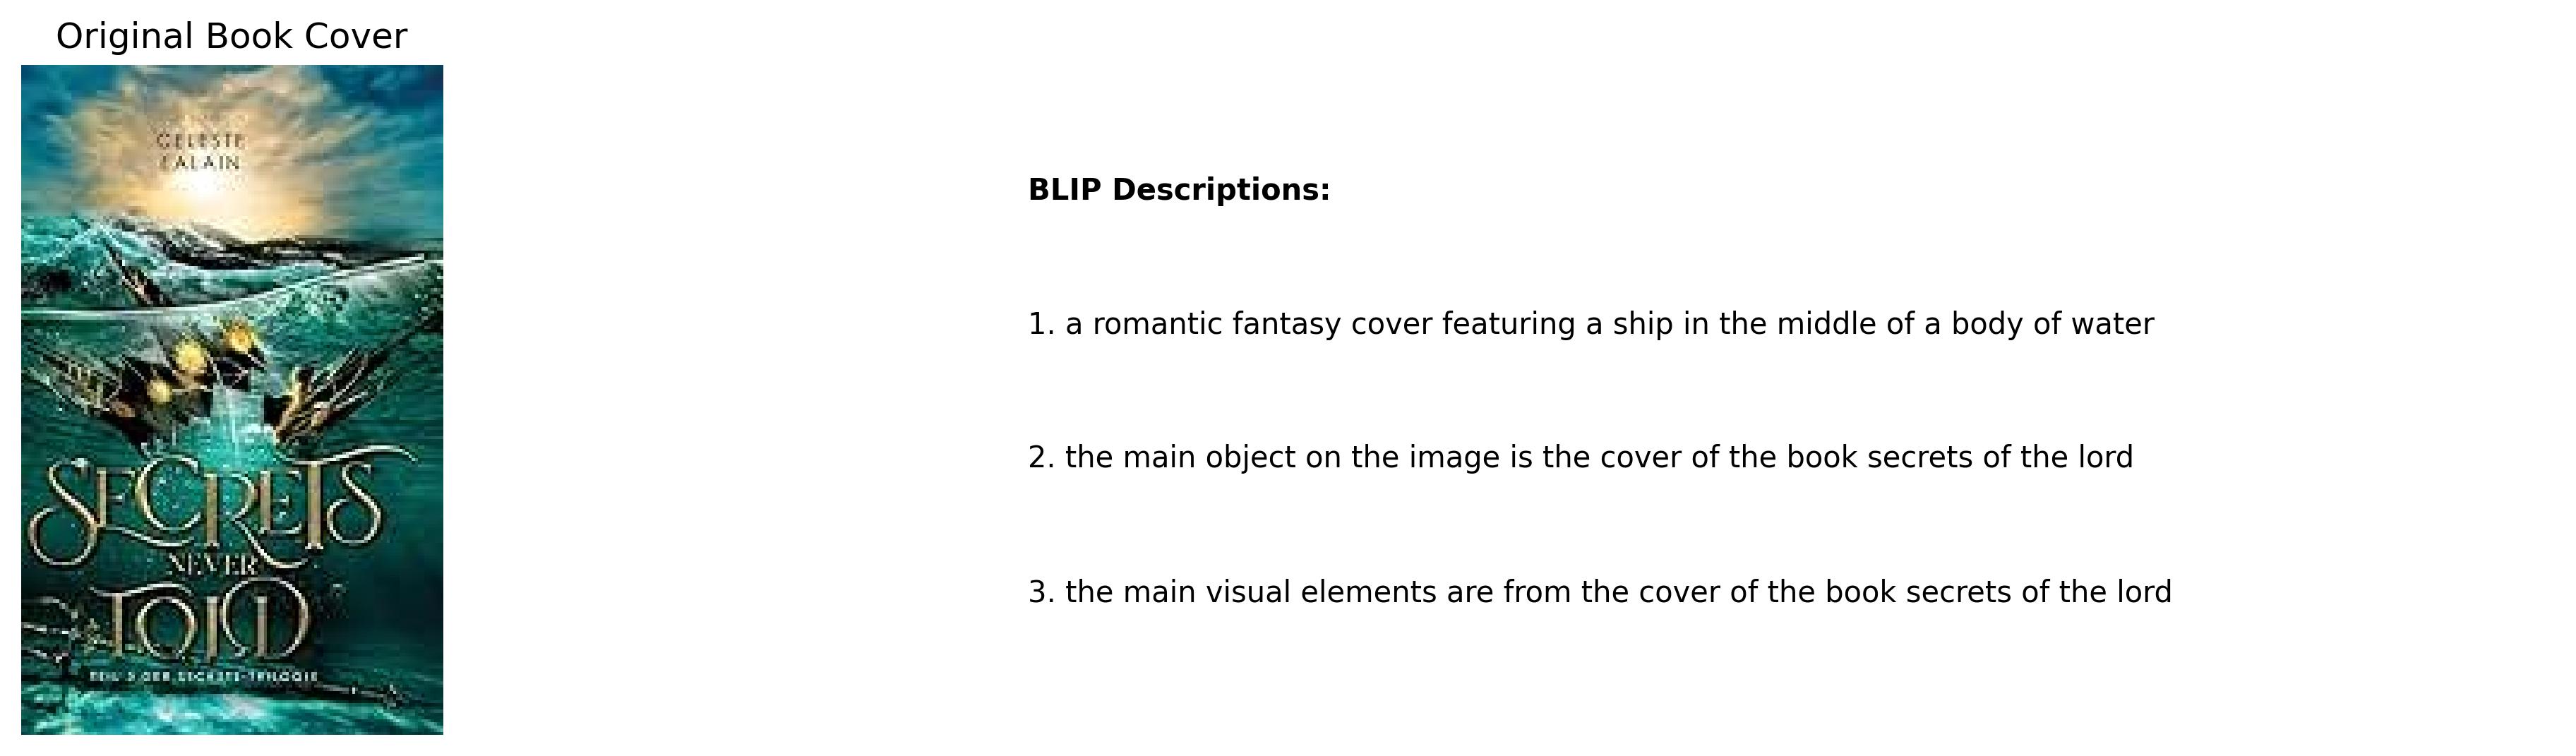 Original Book Cover
CELESTE
EALAIN
SECRETS
NEVER
TOLD
TEIL 3 DER SECRETS-TRILOGIE
BLIP Descriptions:
1. a romantic fantasy cover featuring a ship in the middle of a body of water
2. the main object on the image is the cover of the book secrets of the lord
3. the main visual elements are from the cover of the book secrets of the lord